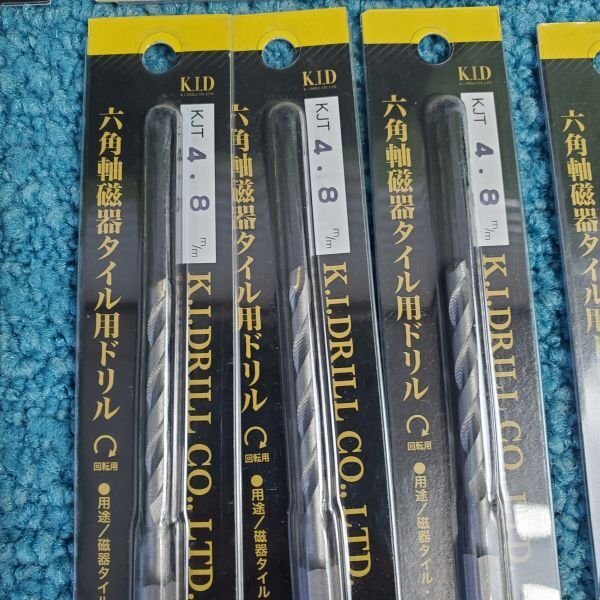 K.I.D
KJT 4.8 m/m
六角軸磁器タイル用ドリル
回転用
●用途/磁器タイル
K.I.DRILL CO.,LTD.
K.I.D
KJT 4.8 m/m
六角軸磁器タイル用ドリル
回転用
●用途/磁器タイル
K.I.DRILL CO.,LTD.
K.I.D
KJT 4.8 m/m
六角軸磁器タイル用ドリル
回転用
●用途/磁器タイル・
K.I.DRILL CO.,LTD.
六角軸磁器タイル